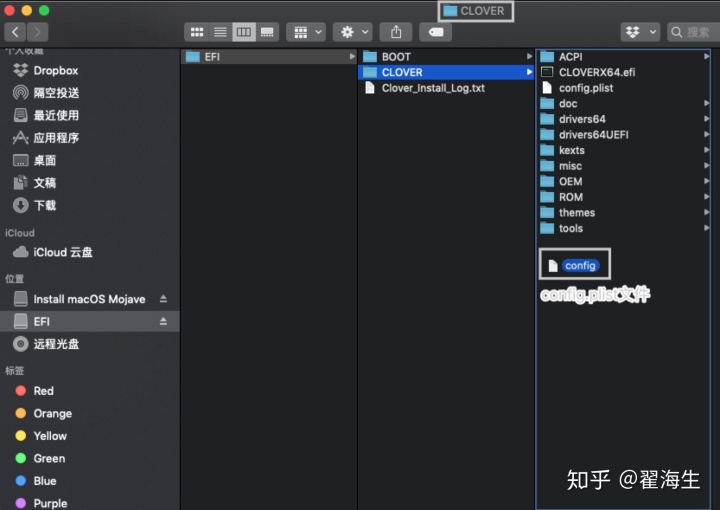 CLOVER
搜索
个人收藏
Dropbox
隔空投送
最近使用
应用程序
桌面
文稿
下载
iCloud
iCloud 云盘
位置
Install macOS Mojave
EFI
远程光盘
标签
Red
Orange
Yellow
Green
Blue
Purple
EFI
BOOT
CLOVER
Clover_Install_Log.txt
ACPI
CLOVERX64.efi
config.plist
doc
drivers64
drivers64UEFI
kexts
misc
OEM
ROM
themes
tools
config
config.plist文件
知乎 @翟海生